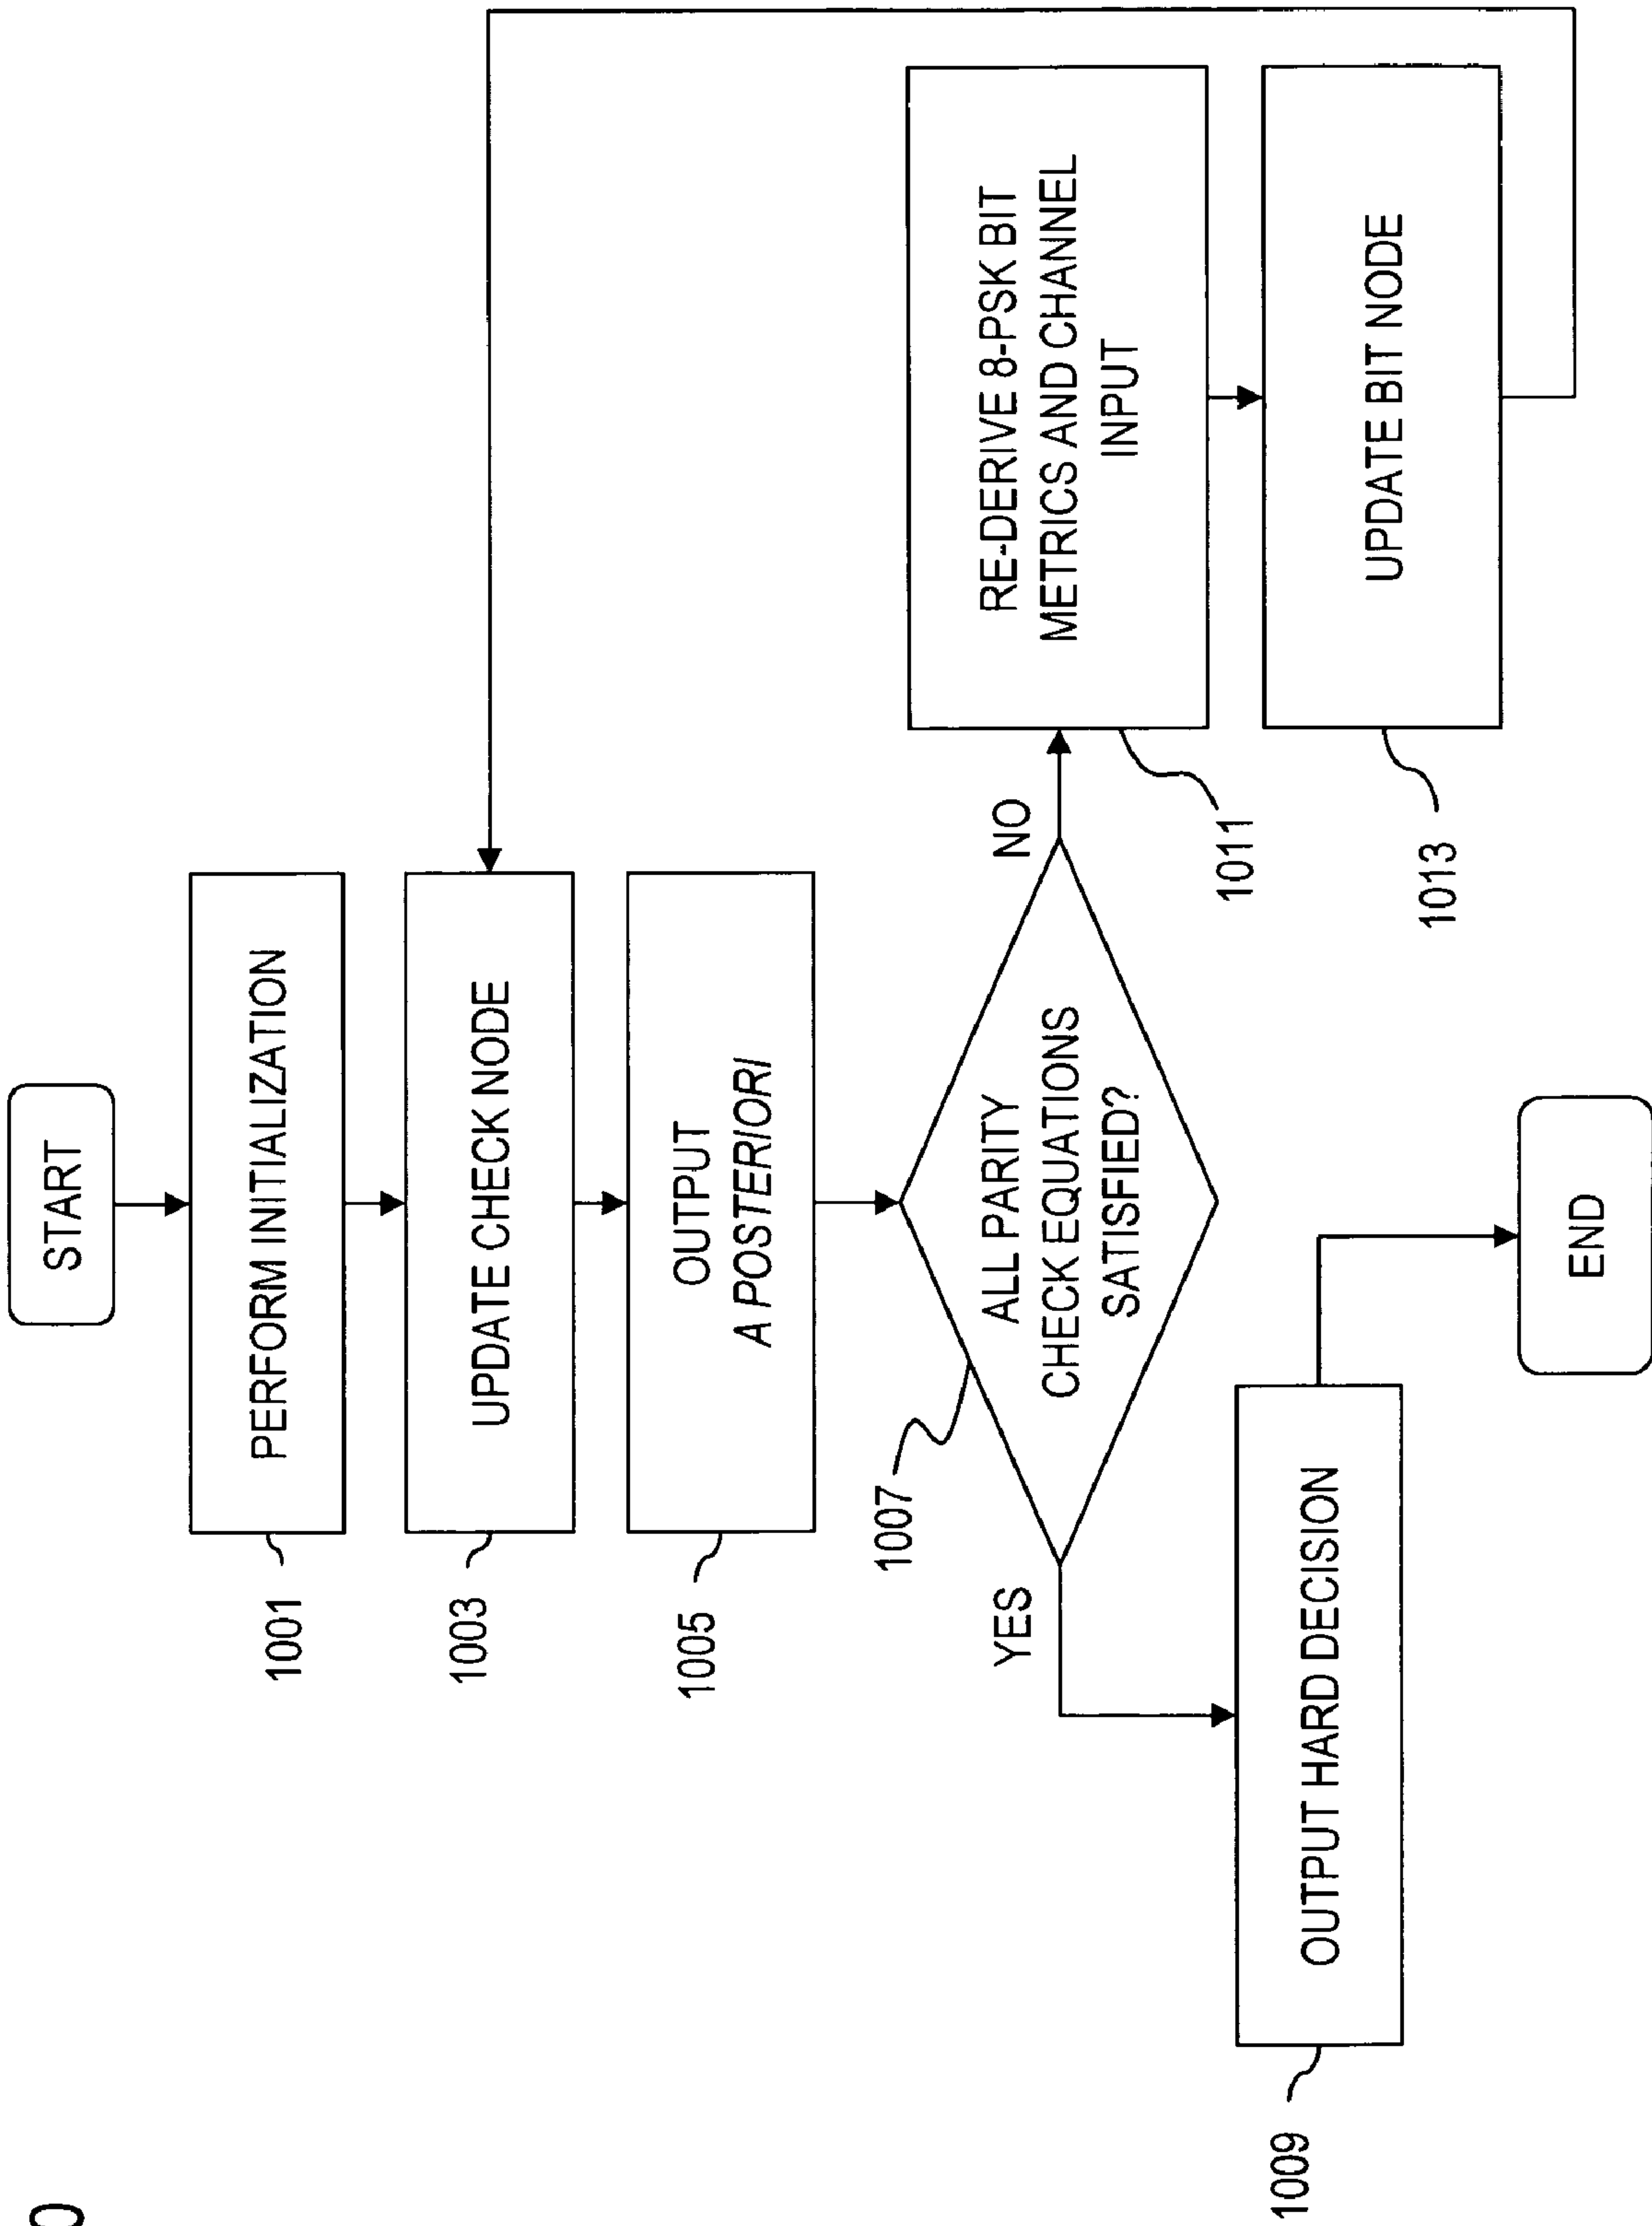 START
PERFORM INITIALIZATION
1001
UPDATE CHECK NODE
1003
OUTPUT
A POSTERIORI
1005
ALL PARITY
CHECK EQUATIONS
SATISFIED?
1007
YES
NO
RE-DERIVE 8-PSK BIT
METRICS AND CHANNEL
INPUT
1011
UPDATE BIT NODE
1013
OUTPUT HARD DECISION
1009
END